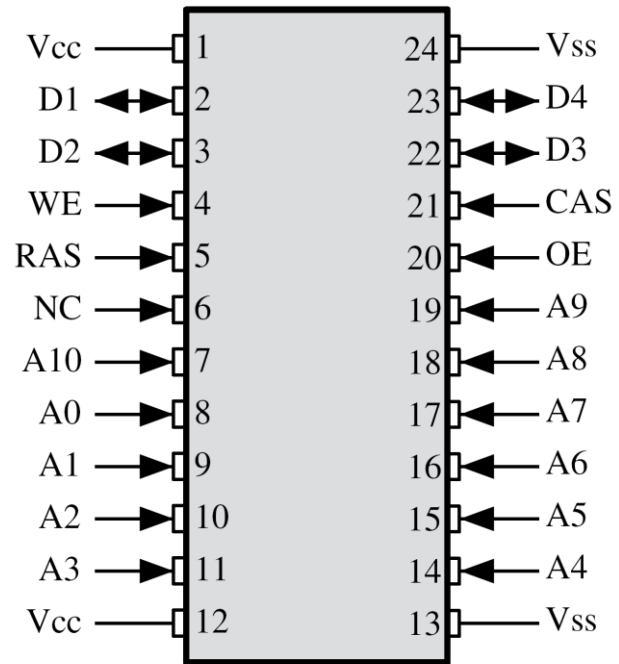 Vcc 1 24 Vss
D1 2 23 D4
D2 3 22 D3
WE 4 21 CAS
RAS 5 20 OE
NC 6 19 A9
A10 7 18 A8
A0 8 17 A7
A1 9 16 A6
A2 10 15 A5
A3 11 14 A4
Vcc 12 13 Vss